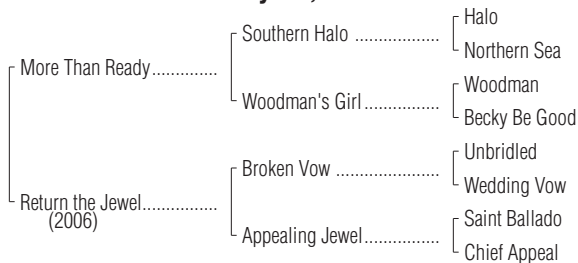 Halo
Southern Halo ..................
Northern Sea
More Than Ready..............
Woodman
Woodman's Girl ................
Becky Be Good
Unbridled
Broken Vow ......................
Wedding Vow
Return the Jewel................
(2006)
Saint Ballado
Appealing Jewel................
Chief Appeal